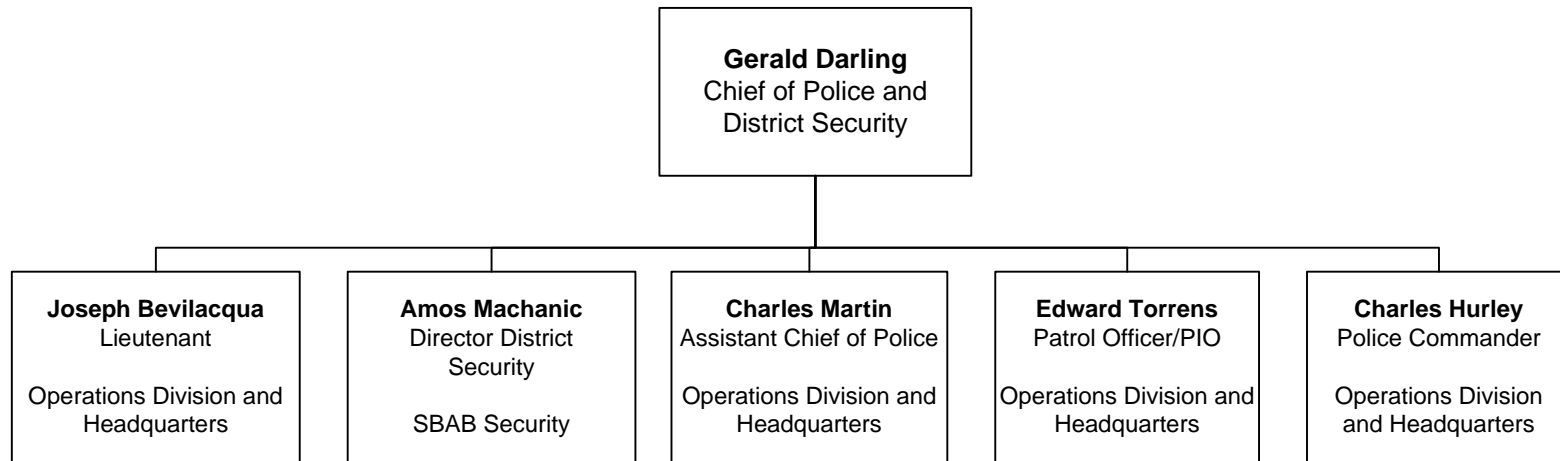 Gerald Darling
Chief of Police and
District Security
Joseph Bevilacqua
Lieutenant
Operations Division and
Headquarters
Amos Machanic
Director District
Security
SBAB Security
Charles Martin
Assistant Chief of Police
Operations Division and
Headquarters
Edward Torrens
Patrol Officer/PIO
Operations Division and
Headquarters
Charles Hurley
Police Commander
Operations Division
and Headquarters